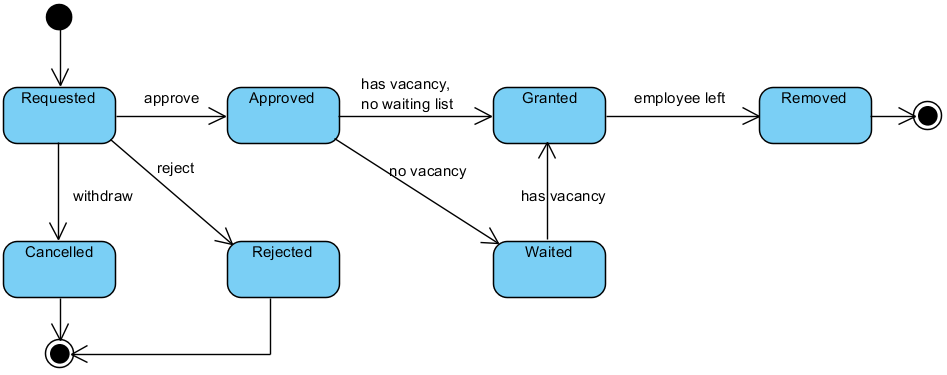 has vacancy,
no waiting list
Requested
approve
Approved
Granted
employee left
Removed
reject
no vacancy
withdraw
has vacancy
Cancelled
Rejected
Waited